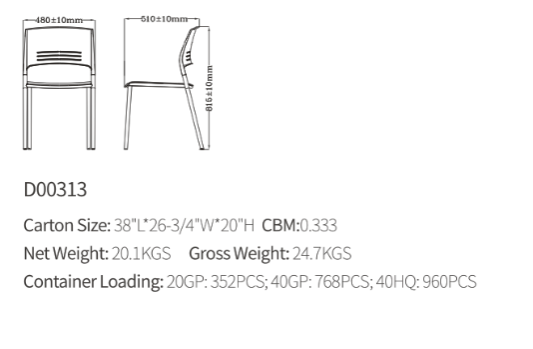 480±10mm
510±10mm
815±10mm
D00313
Carton Size: 38"L*26-3/4"W*20"H CBM:0.333
Net Weight: 20.1KGS Gross Weight: 24.7KGS
Container Loading: 20GP: 352PCS; 40GP: 768PCS; 40HQ: 960PCS